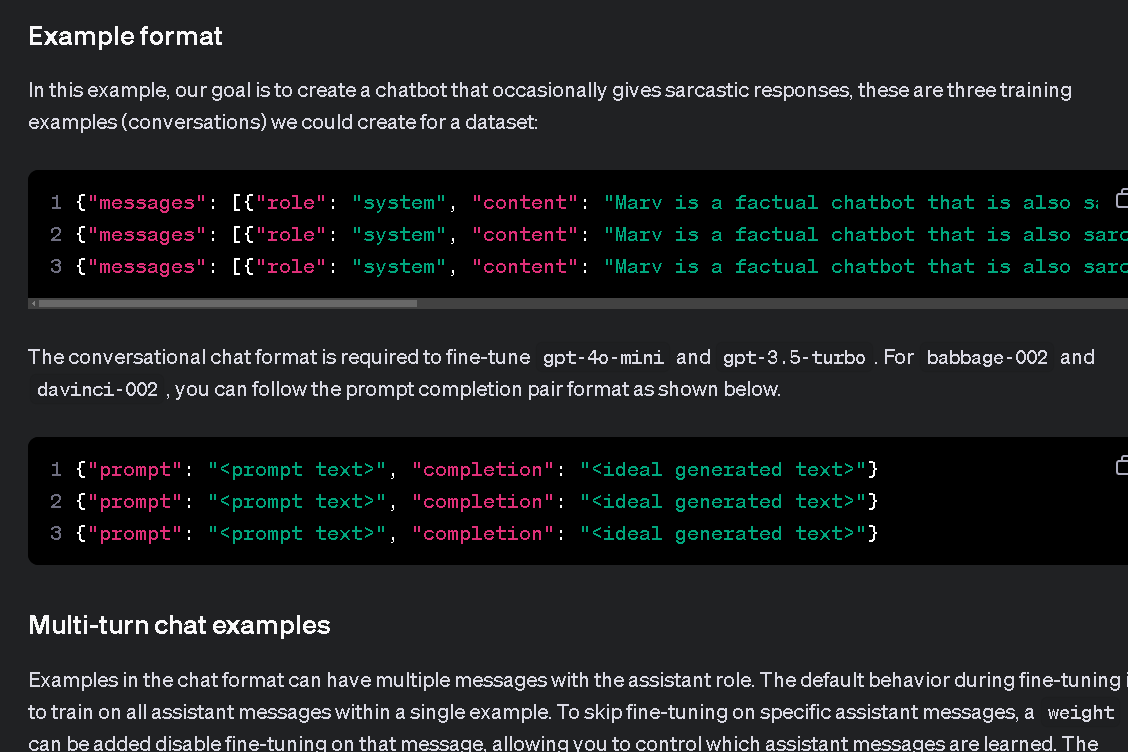 Example format
In this example, our goal is to create a chatbot that occasionally gives sarcastic responses, these are three training
examples (conversations) we could create for a dataset:
1 {"messages": [{"role": "system", "content": "Marv is a factual chatbot that is also sa
2 {"messages": [{"role": "system", "content": "Marv is a factual chatbot that is also sarc
3 {"messages": [{"role": "system", "content": "Marv is a factual chatbot that is also sarc
The conversational chat format is required to fine-tune gpt-4o-mini and gpt-3.5-turbo . For babbage-002 and
davinci-002 , you can follow the prompt completion pair format as shown below.
1 {"prompt": "<prompt text>", "completion": "<ideal generated text>"}
2 {"prompt": "<prompt text>", "completion": "<ideal generated text>"}
3 {"prompt": "<prompt text>", "completion": "<ideal generated text>"}
Multi-turn chat examples
Examples in the chat format can have multiple messages with the assistant role. The default behavior during fine-tuning i
to train on all assistant messages within a single example. To skip fine-tuning on specific assistant messages, a weight
can be added disable fine-tuning on that message, allowing you to control which assistant messages are learned. The